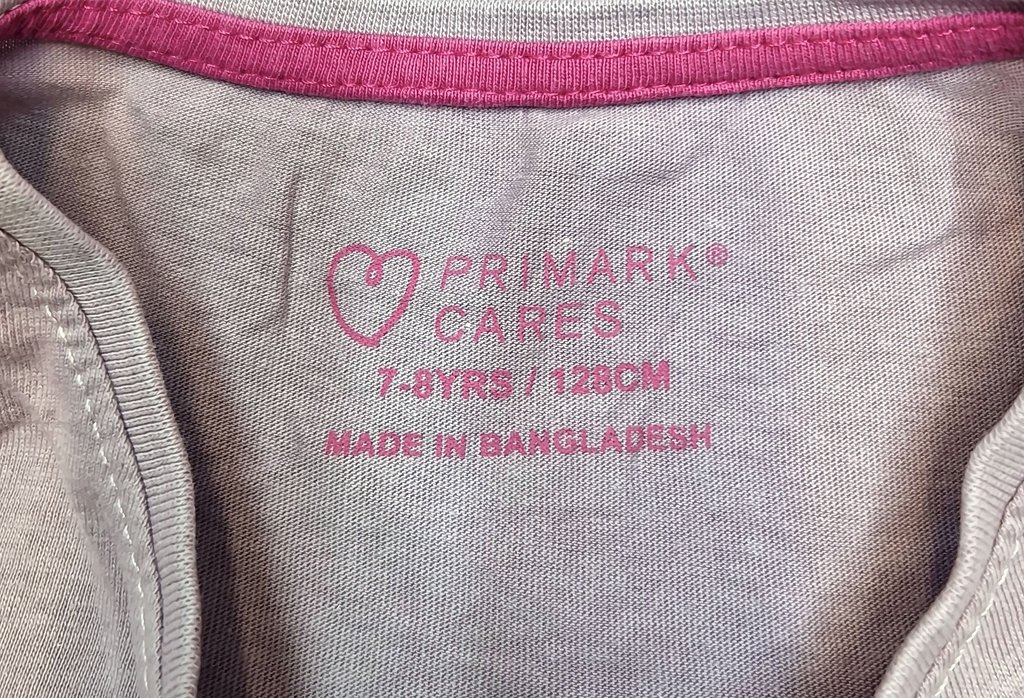 PRIMARK®
CARES
7-8YRS / 128CM
MADE IN BANGLADESH